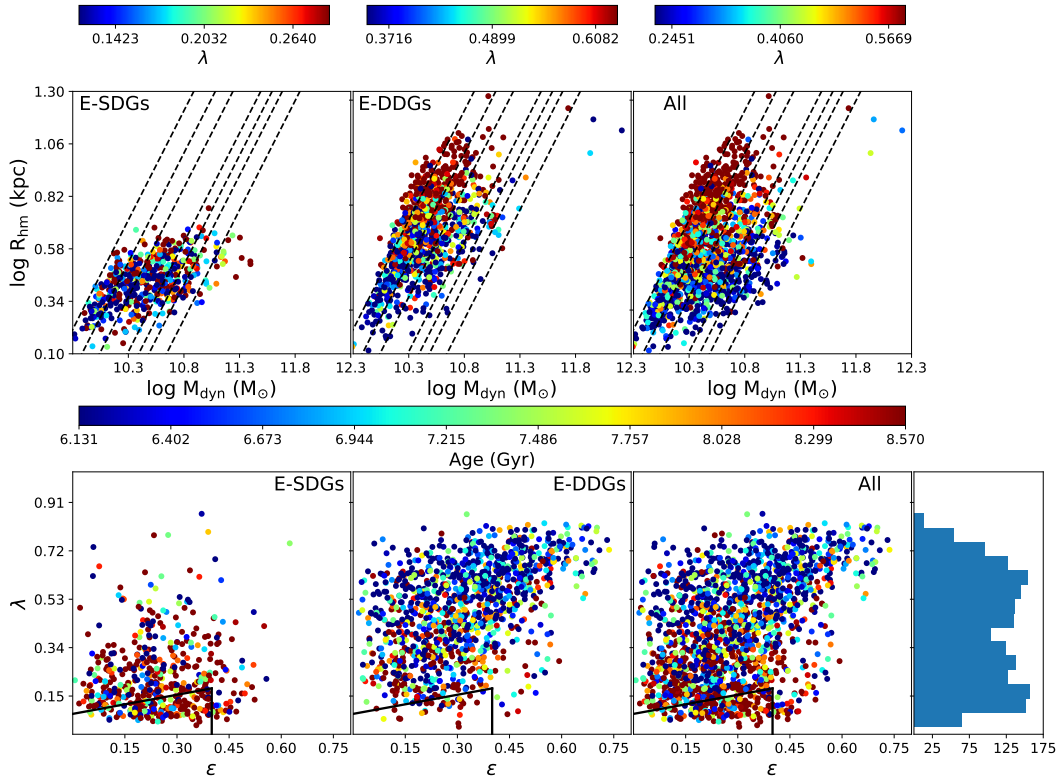 0.1423 0.2032 0.2640 0.3716 0.4899 0.6082 0.2451 0.4060 0.5669
λ λ λ
1.30 E-SDGs E-DDGs All
1.06
0.82
0.58
0.34
0.10
log R_hm (kpc)
10.3 10.8 11.3 11.8 12.3 10.3 10.8 11.3 11.8 12.3 10.3 10.8 11.3 11.8 12.3
log M_dyn (M_⊙) log M_dyn (M_⊙) log M_dyn (M_⊙)
6.131 6.402 6.673 6.944 7.215 7.486 7.757 8.028 8.299 8.570
Age (Gyr)
E-SDGs E-DDGs All
0.91
0.72
0.53
0.34
0.15
λ
0.15 0.30 0.45 0.60 0.15 0.30 0.45 0.60 0.15 0.30 0.45 0.60 25 75 125 175
ε ε ε